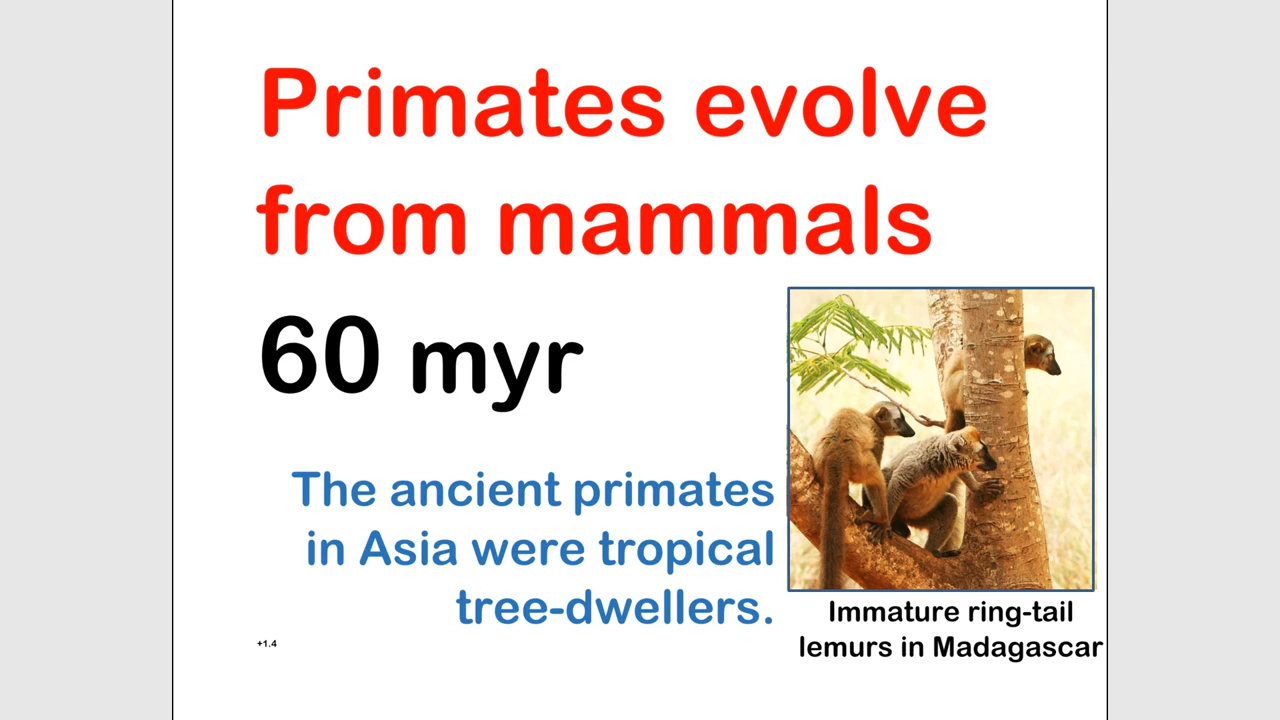 Primates evolve
from mammals
60 myr
The ancient primates
in Asia were tropical
tree-dwellers.
Immature ring-tail
lemurs in Madagascar
+1.4